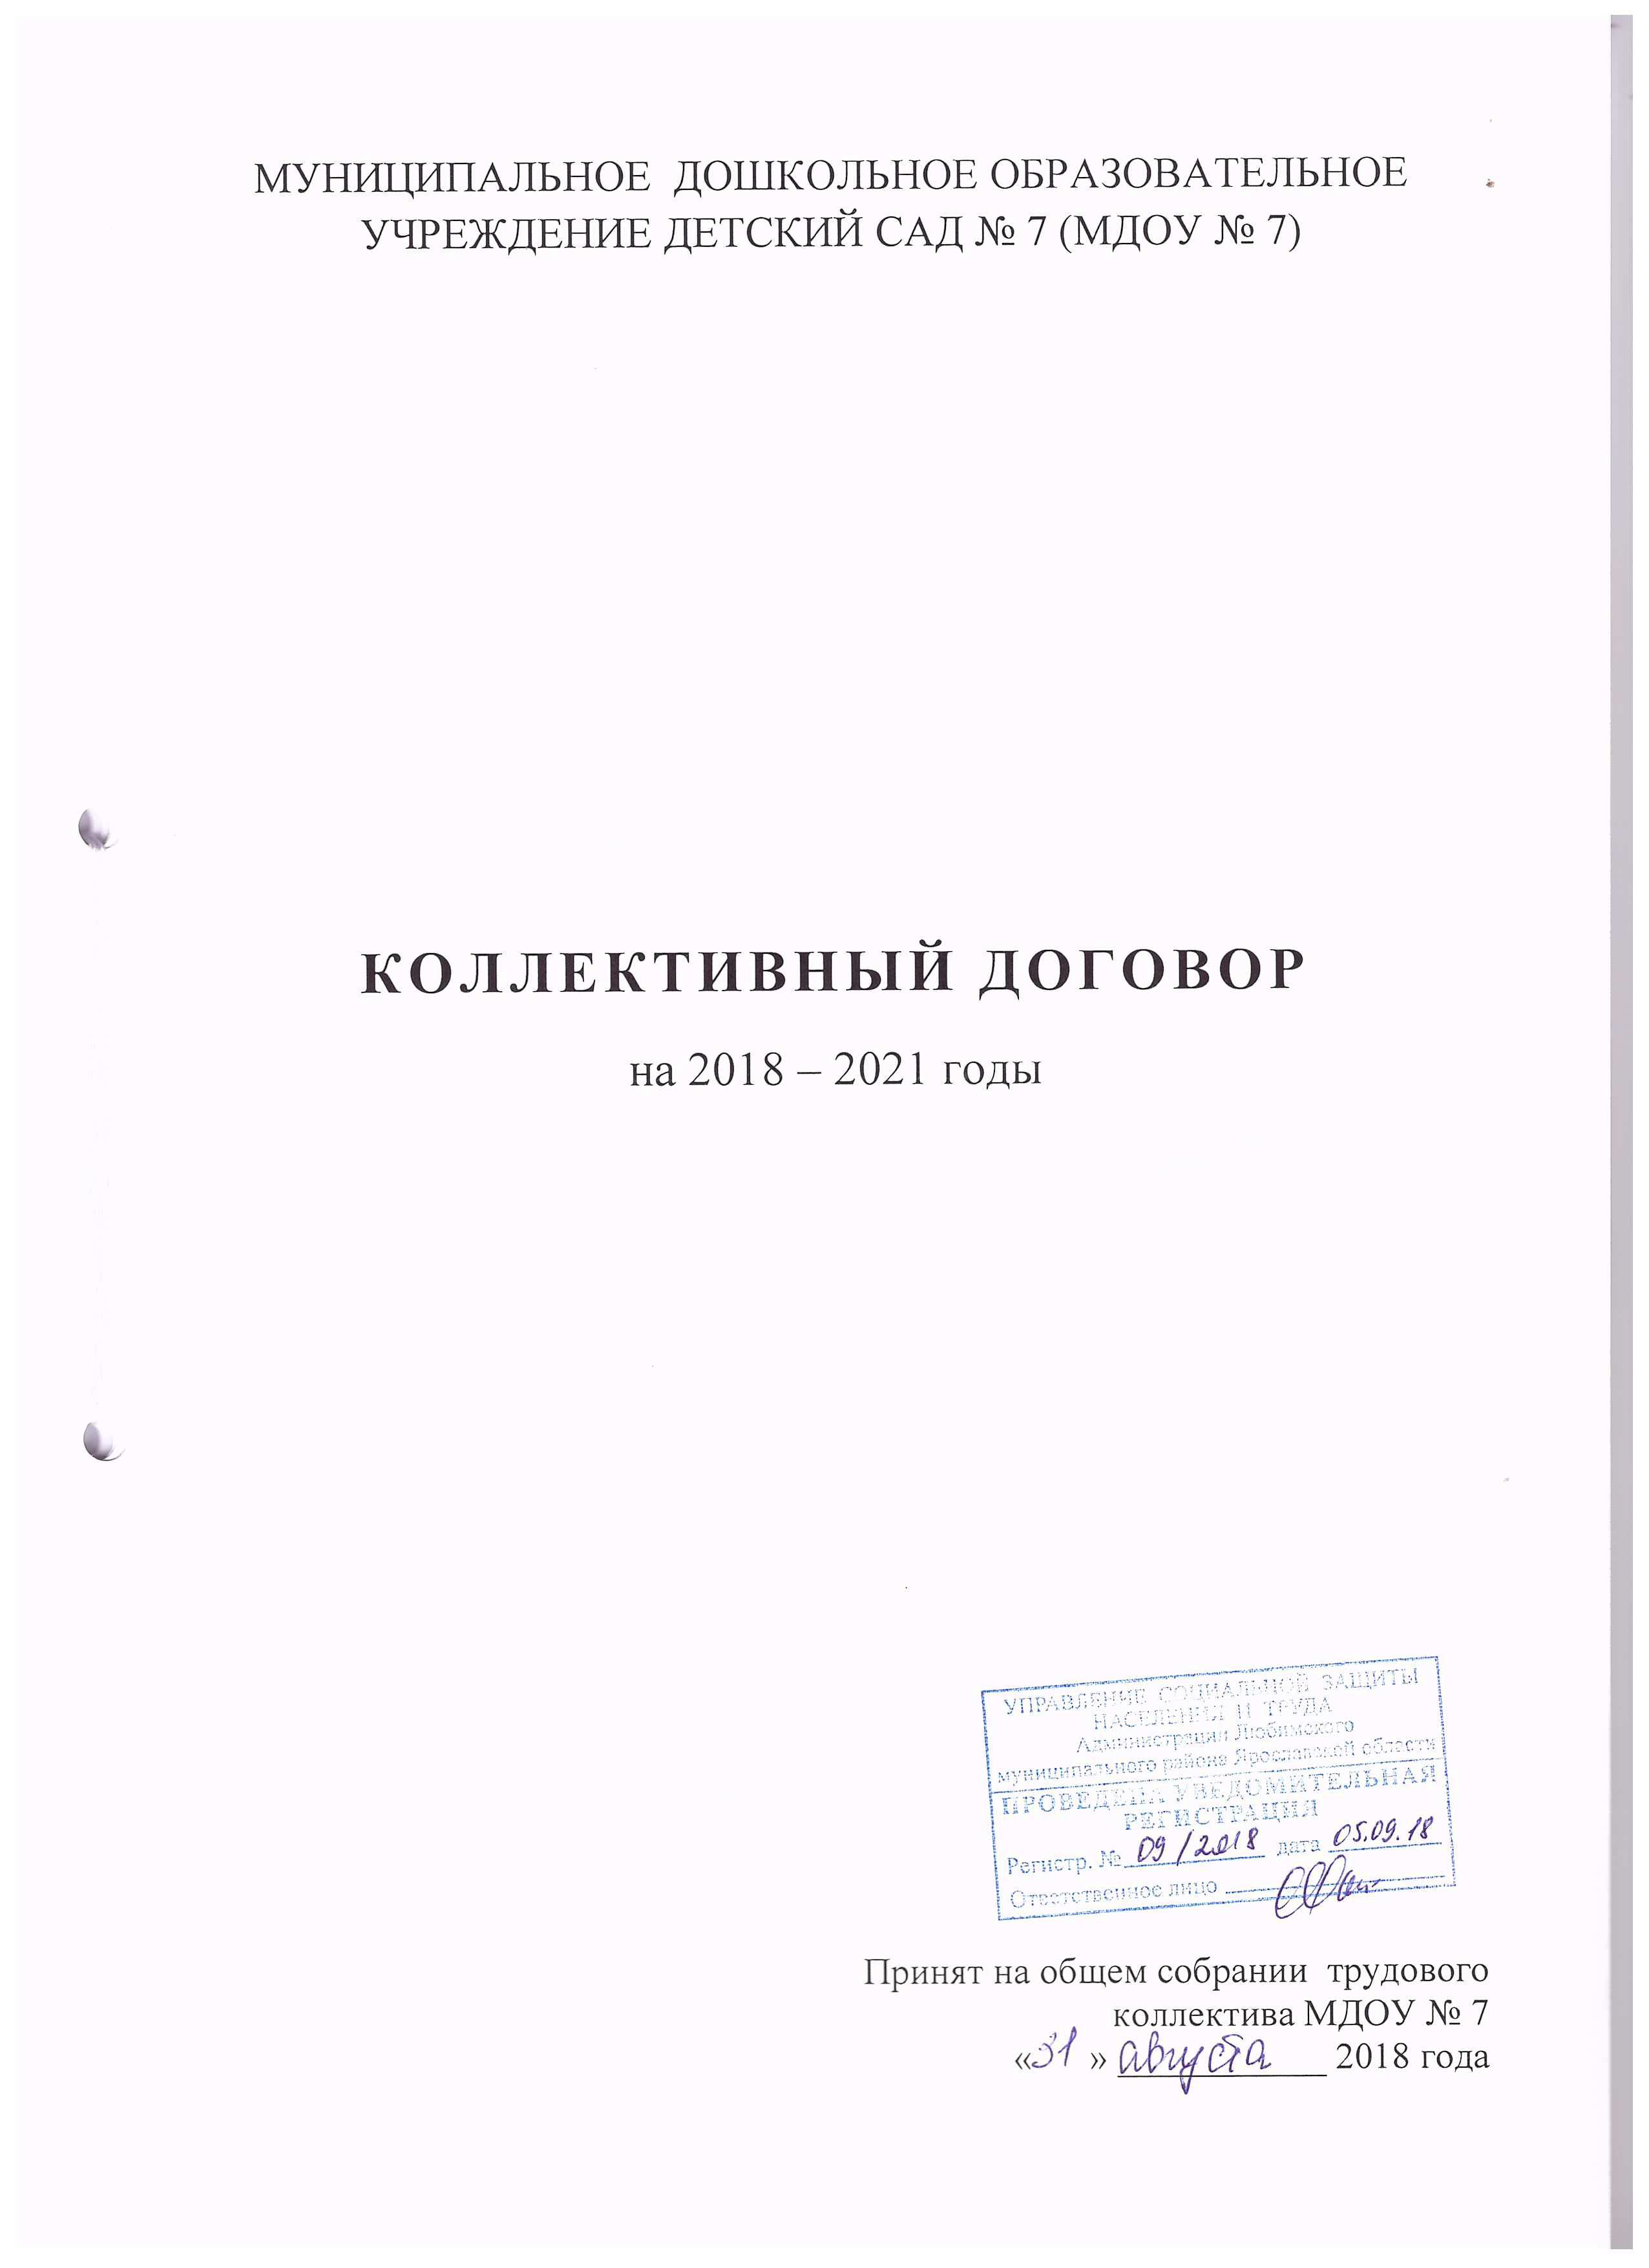 МУНИЦИПАЛЬНОЕ ДОШКОЛЬНОЕ ОБРАЗОВАТЕЛЬНОЕ
УЧРЕЖДЕНИЕ ДЕТСКИЙ САД № 7 (МДОУ № 7)
КОЛЛЕКТИВНЫЙ ДОГОВОР
на 2018 – 2021 годы
УПРАВЛЕНИЕ СОЦИАЛЬНОЙ ЗАЩИТЫ
НАСЕЛЕНИЯ И ТРУДА
Администрации Любимского
муниципального района Ярославской области
ПРОВЕДЕНА УВЕДОМИТЕЛЬНАЯ
РЕГИСТРАЦИЯ
Регистр. № 09/2018 дата 05.09.18
Ответственное лицо
Принят на общем собрании трудового
коллектива МДОУ № 7
«31» августа 2018 года